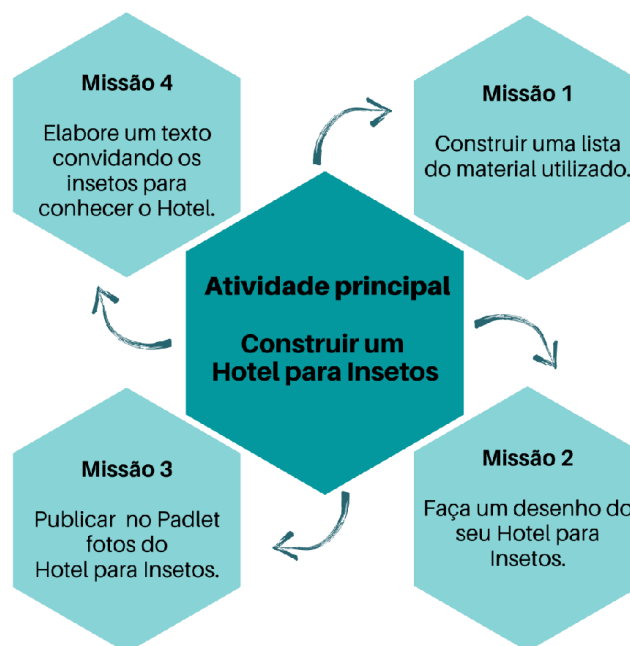 Atividade principal
Construir um
Hotel para Insetos
Missão 1
Construir uma lista
do material utilizado.
Missão 2
Faça um desenho do
seu Hotel para
Insetos.
Missão 3
Publicar no Padlet
fotos do
Hotel para Insetos.
Missão 4
Elabore um texto
convidando os
insetos para
conhecer o Hotel.